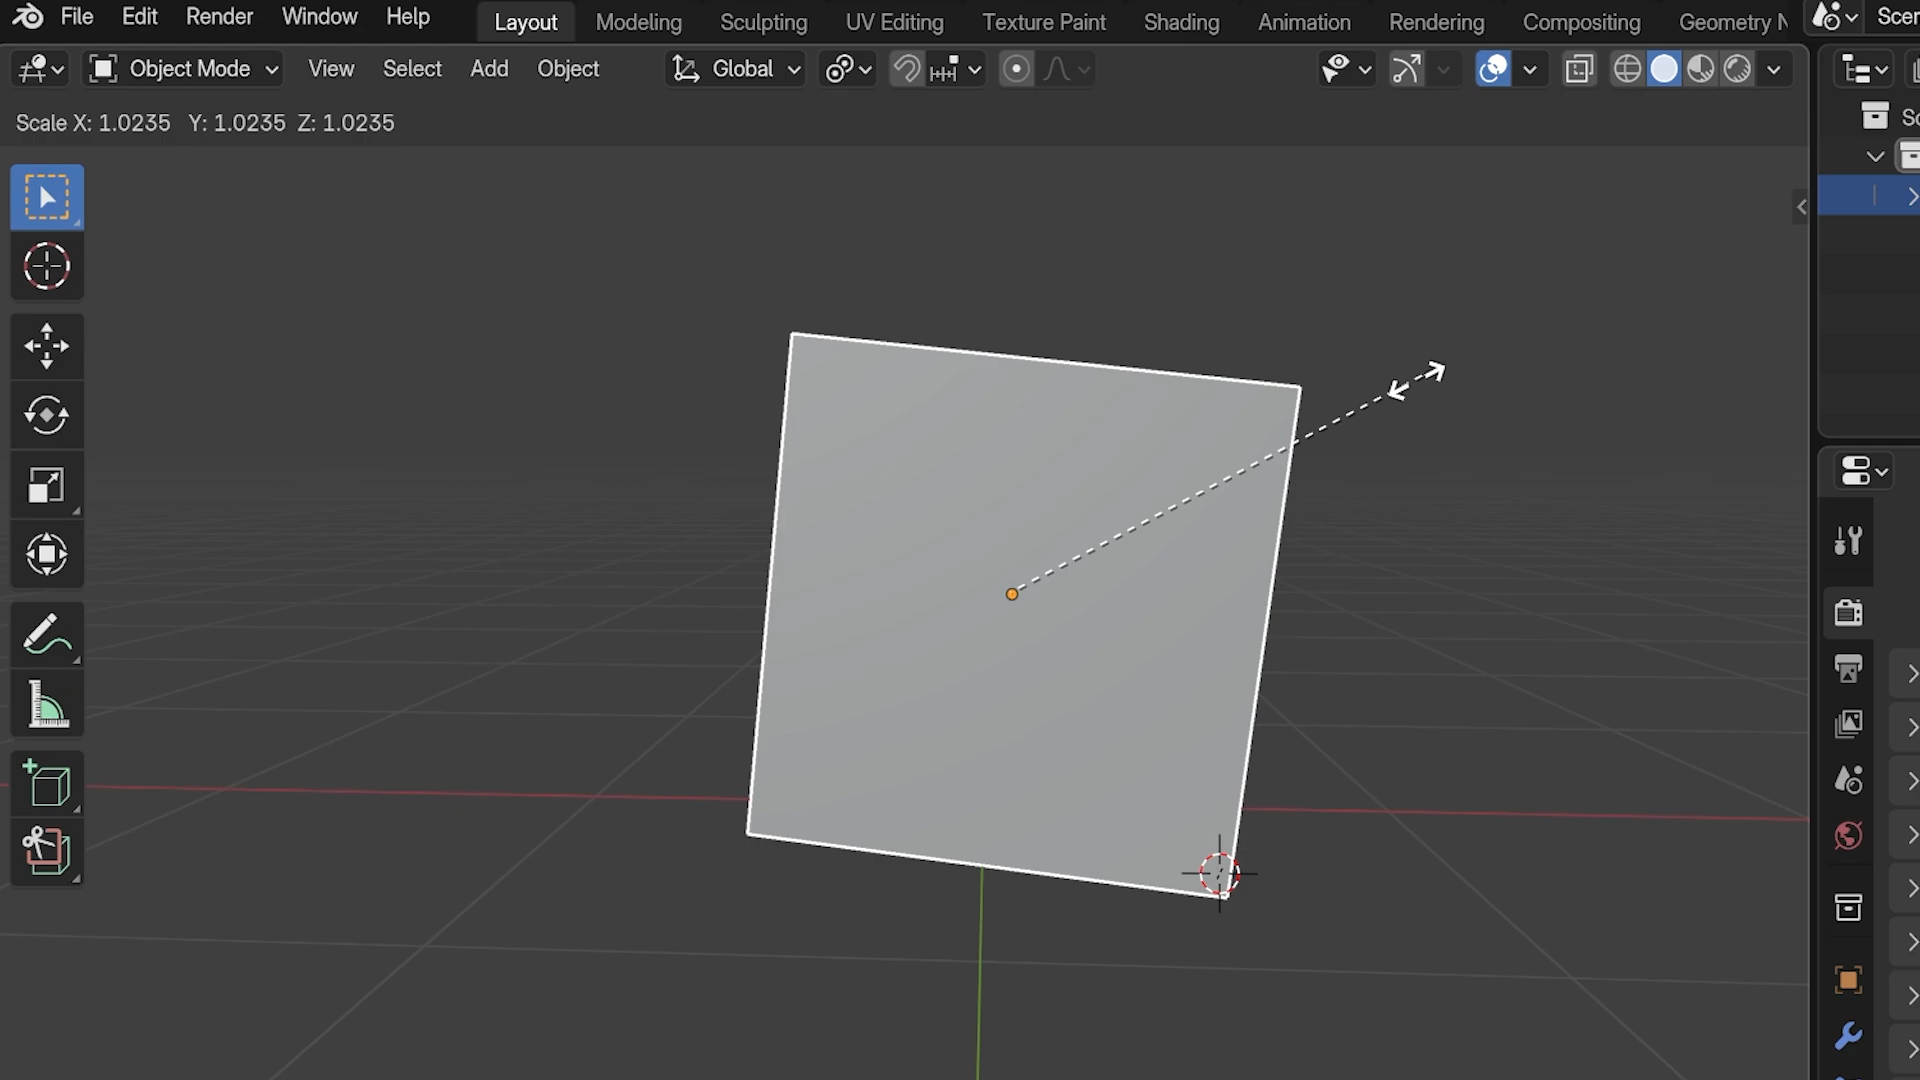 File Edit Render Window Help Layout Modeling Sculpting UV Editing Texture Paint Shading Animation Rendering Compositing Geometry N Scen
Object Mode View Select Add Object Global
Scale X: 1.0235 Y: 1.0235 Z: 1.0235
Sc